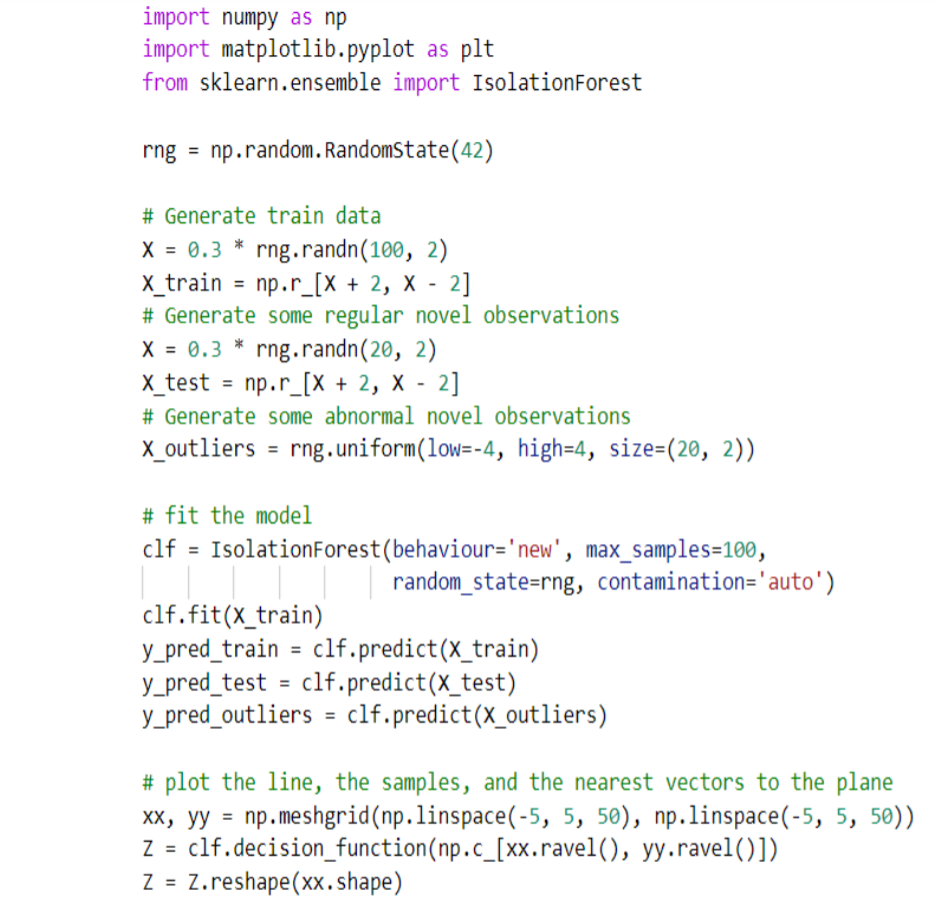 import numpy as np
import matplotlib.pyplot as plt
from sklearn.ensemble import IsolationForest
rng = np.random.RandomState(42)
# Generate train data
X = 0.3 * rng.randn(100, 2)
X_train = np.r_[X + 2, X - 2]
# Generate some regular novel observations
X = 0.3 * rng.randn(20, 2)
X_test = np.r_[X + 2, X - 2]
# Generate some abnormal novel observations
X_outliers = rng.uniform(low=-4, high=4, size=(20, 2))
# fit the model
clf = IsolationForest(behaviour='new', max_samples=100,
random_state=rng, contamination='auto')
clf.fit(X_train)
y_pred_train = clf.predict(X_train)
y_pred_test = clf.predict(X_test)
y_pred_outliers = clf.predict(X_outliers)
# plot the line, the samples, and the nearest vectors to the plane
xx, yy = np.meshgrid(np.linspace(-5, 5, 50), np.linspace(-5, 5, 50))
Z = clf.decision_function(np.c_[xx.ravel(), yy.ravel()])
Z = Z.reshape(xx.shape)